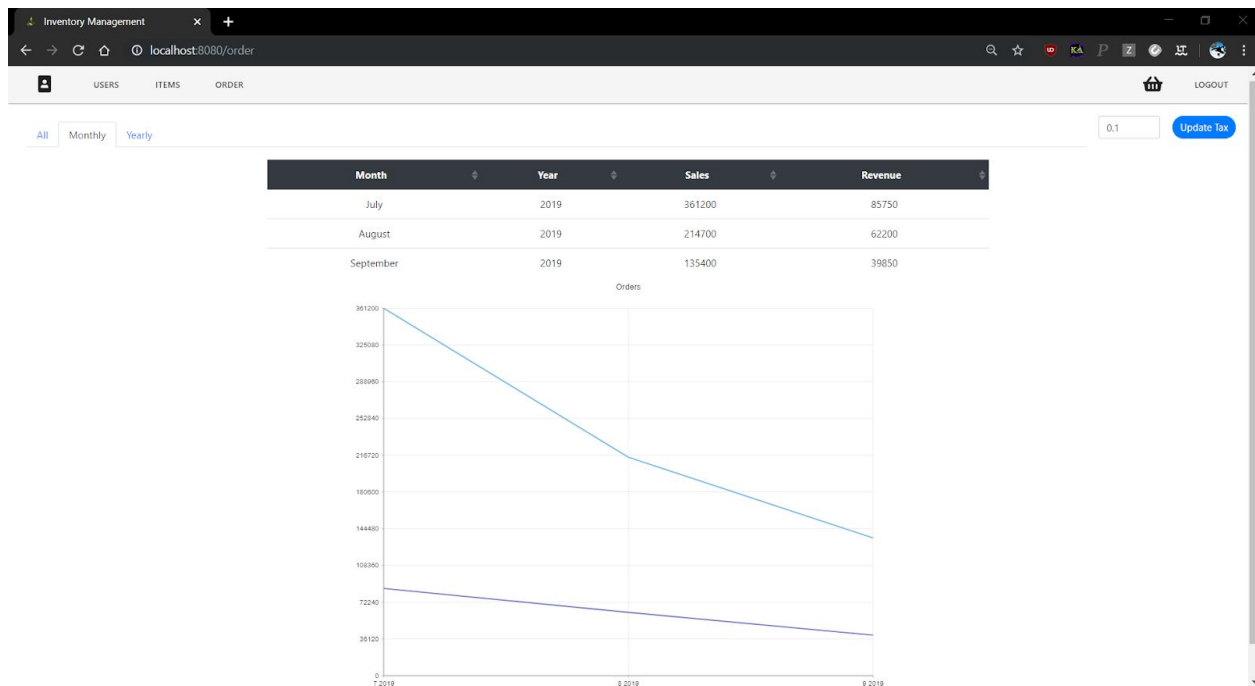 Inventory Management
localhost:8080/order
USERS ITEMS ORDER LOGOUT
All Monthly Yearly 0.1 Update Tax
Month Year Sales Revenue
July 2019 361200 85750
August 2019 214700 62200
September 2019 135400 39850
Orders
361200
325080
288960
252840
216720
180600
144480
108360
72240
36120
0
7 2019 8 2019 9 2019